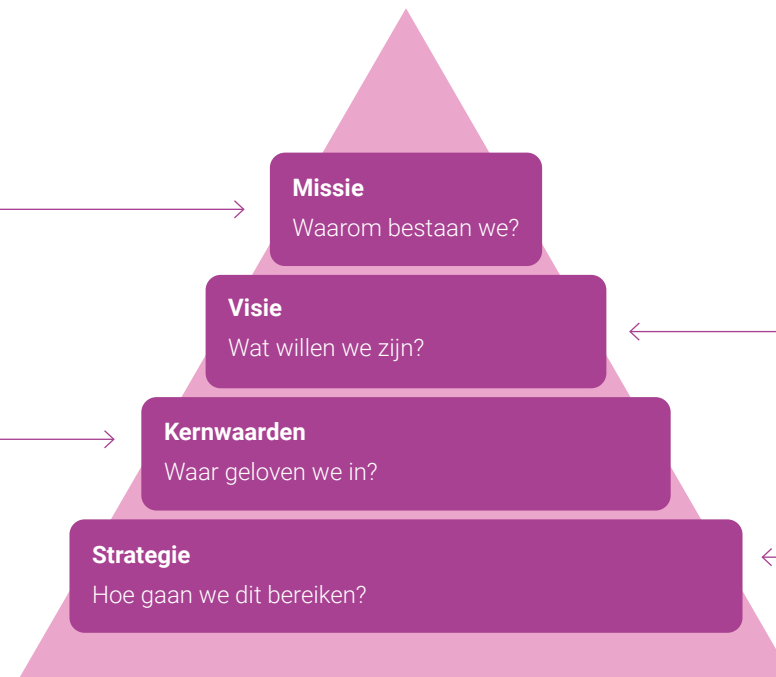 Missie
Waarom bestaan we?
Visie
Wat willen we zijn?
Kernwaarden
Waar geloven we in?
Strategie
Hoe gaan we dit bereiken?